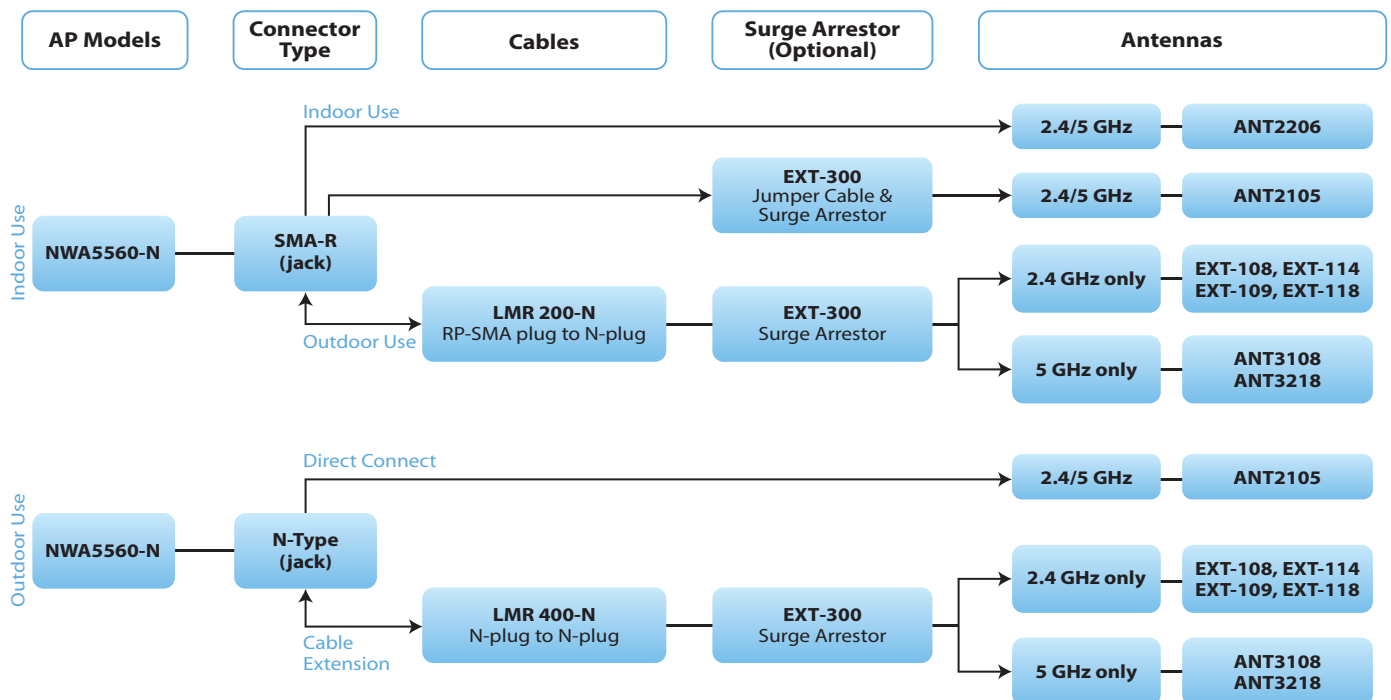 AP Models
Connector
Type
Cables
Surge Arrestor
(Optional)
Antennas
Indoor Use
Indoor Use
2.4/5 GHz
ANT2206
EXT-300
Jumper Cable &
Surge Arrestor
2.4/5 GHz
ANT2105
NWA5560-N
SMA-R
(jack)
Outdoor Use
LMR 200-N
RP-SMA plug to N-plug
EXT-300
Surge Arrestor
2.4 GHz only
EXT-108, EXT-114
EXT-109, EXT-118
5 GHz only
ANT3108
ANT3218
Outdoor Use
Direct Connect
2.4/5 GHz
ANT2105
NWA5560-N
N-Type
(jack)
Cable
Extension
LMR 400-N
N-plug to N-plug
EXT-300
Surge Arrestor
2.4 GHz only
EXT-108, EXT-114
EXT-109, EXT-118
5 GHz only
ANT3108
ANT3218